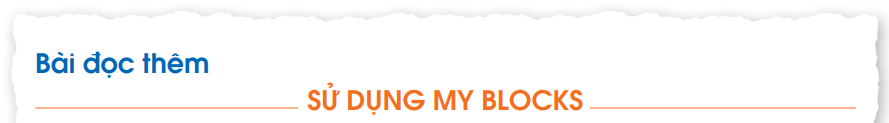 Bài đọc thêm
SỬ DỤNG MY BLOCKS